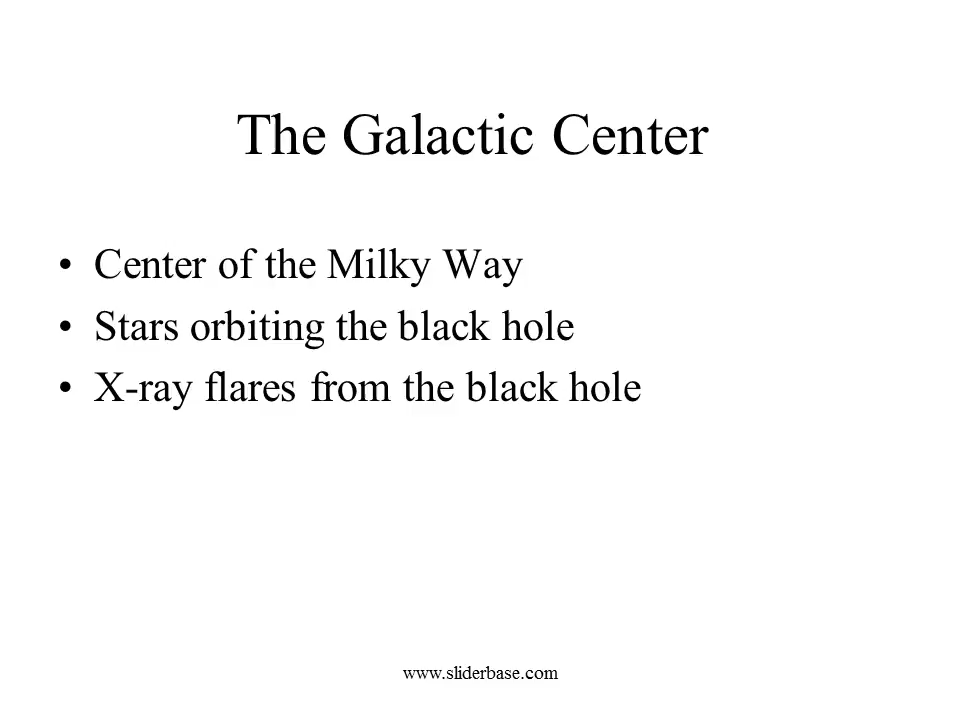 The Galactic Center
• Center of the Milky Way
• Stars orbiting the black hole
• X-ray flares from the black hole
www.sliderbase.com